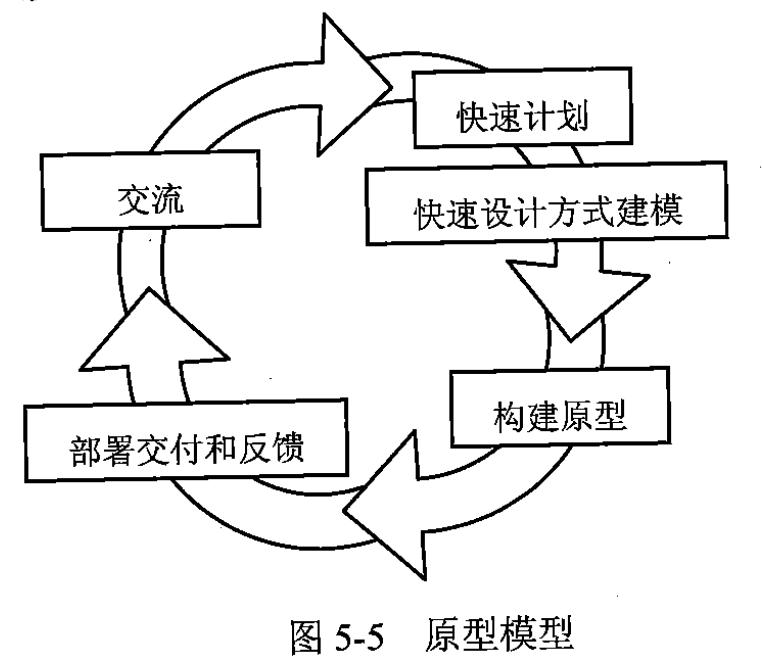 快速计划
交流
快速设计方式建模
构建原型
部署交付和反馈
图 5-5 原型模型